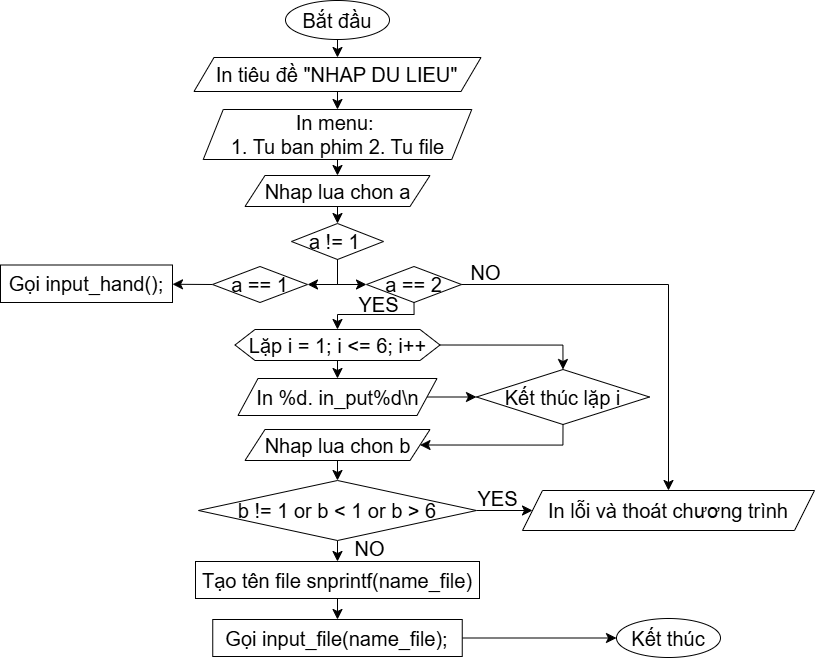 Bắt đầu
In tiêu đề "NHAP DU LIEU"
In menu:
1. Tu ban phim 2. Tu file
Nhap lua chon a
a != 1
Gọi input_hand();
a == 1
a == 2
NO
YES
Lặp i = 1; i <= 6; i++
In %d. in_put%d\n
Kết thúc lặp i
Nhap lua chon b
b != 1 or b < 1 or b > 6
YES
In lỗi và thoát chương trình
NO
Tạo tên file snprintf(name_file)
Gọi input_file(name_file);
Kết thúc